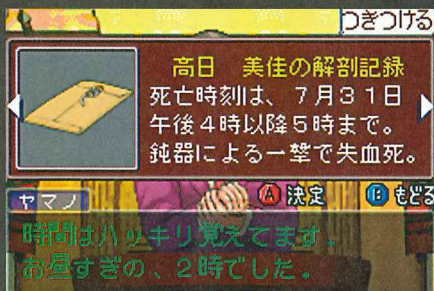 つきつける
高日　美佳の解剖記録
死亡時刻は、７月３１日
午後４時以降５時まで。
鈍器による一撃で失血死。
ヤマノ
Ⓐ 決定
Ⓑ もどる
時間はハッキリ覚えてます。
お昼すぎの、２時でした。